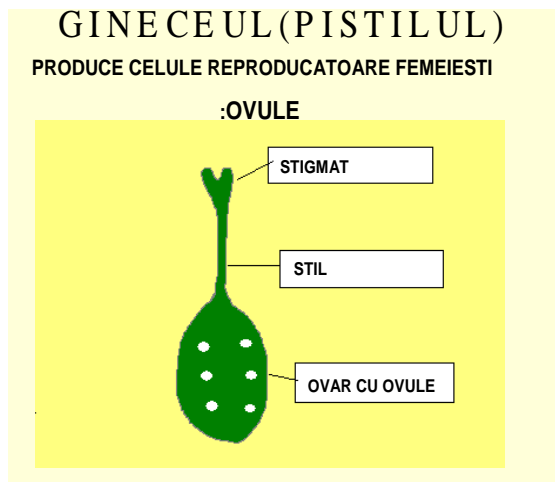 GINECEUL(PISTILUL)
PRODUCE CELULE REPRODUCATOARE FEMEIESTI
:OVULE
STIGMAT
STIL
OVAR CU OVULE